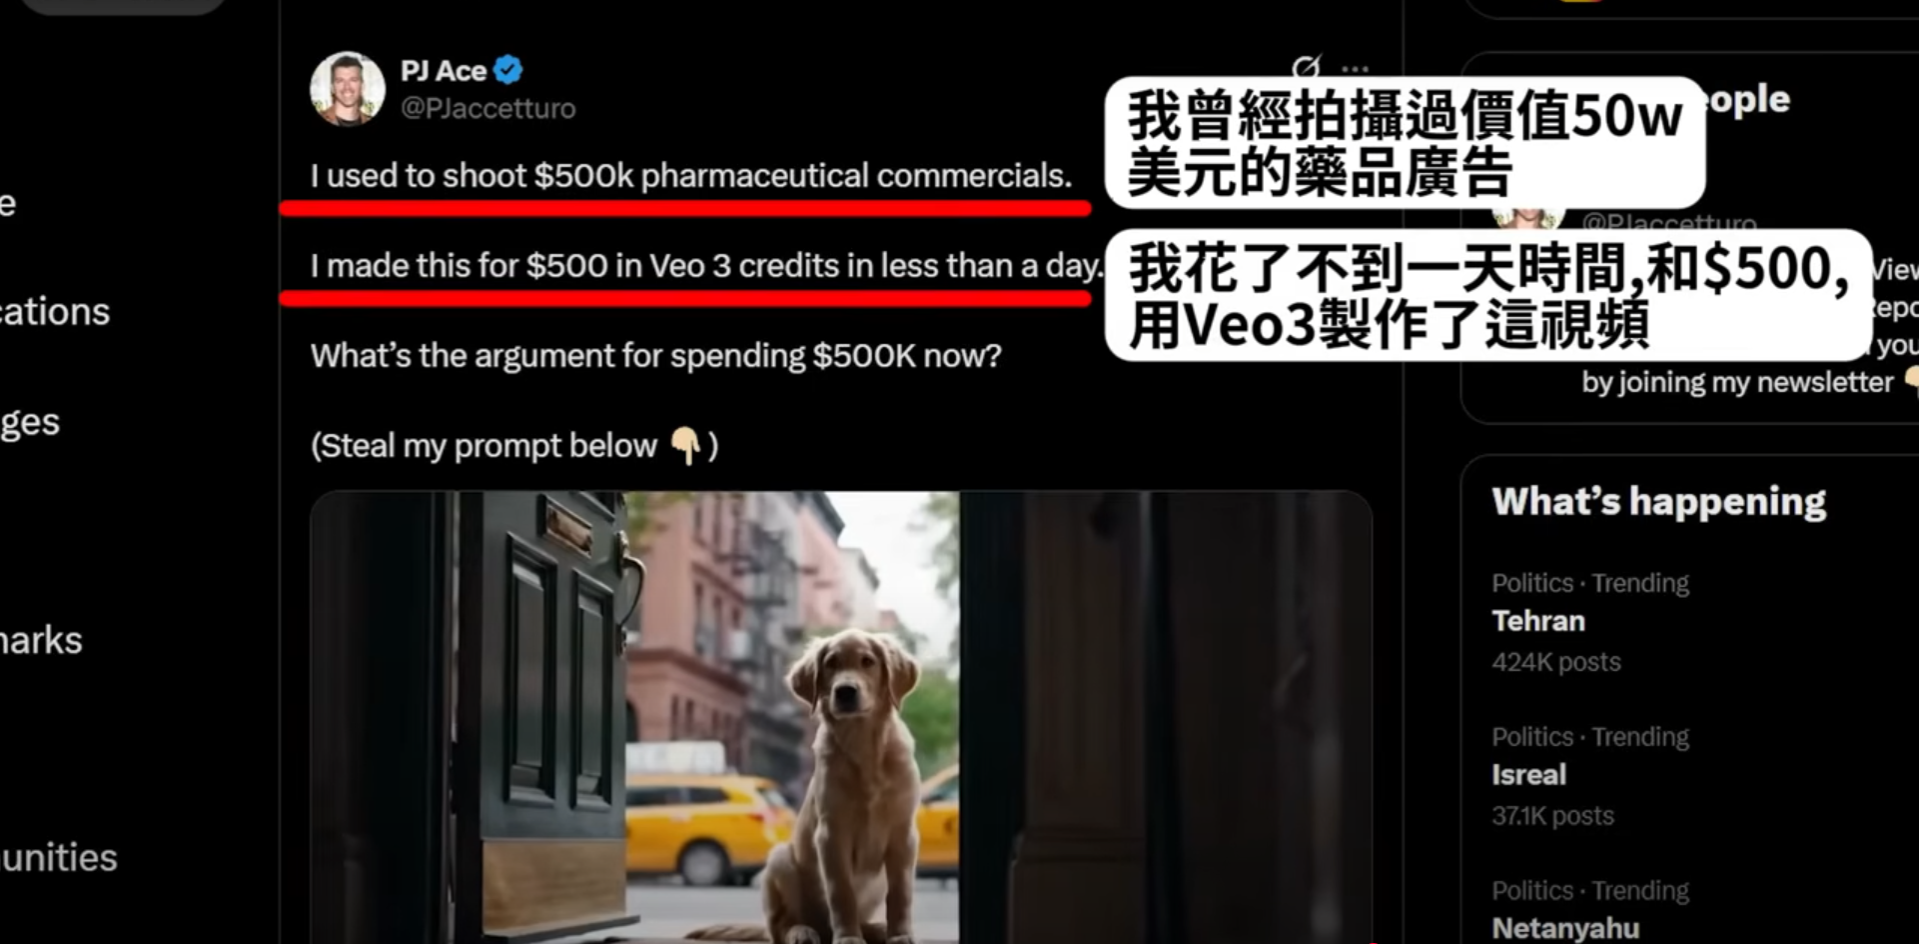 PJ Ace
@PJaccetturo
I used to shoot $500k pharmaceutical commercials.
I made this for $500 in Veo 3 credits in less than a day.
What's the argument for spending $500K now?
(Steal my prompt below 👇🏼)
我曾經拍攝過價值50w
美元的藥品廣告
我花了不到一天時間,和$500,
用Veo3製作了這視頻
e
cations
ges
narks
unities
ople
@PJaccetturo
View
Repo
you
by joining my newsletter 👇🏼
What's happening
Politics · Trending
Tehran
424K posts
Politics · Trending
Isreal
37.1K posts
Politics · Trending
Netanyahu